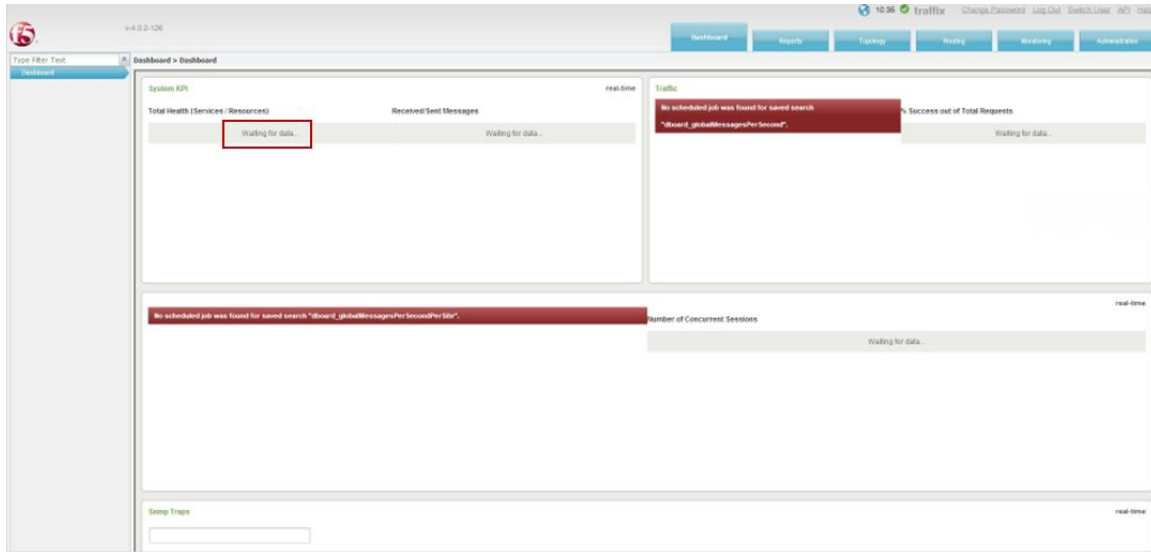 10:36 traffix Change Password Log Out Switch User API Help
f5
v-4.0.2-126
Dashboard Reports Topology Routing Monitoring Administration
Type Filter Text
Dashboard > Dashboard
Dashboard
System KPI real-time
Traffic
Total Health (Services / Resources) Received/Sent Messages
No scheduled job was found for saved search
"dboard_globalMessagesPerSecond".
% Success out of Total Requests
Waiting for data... Waiting for data... Waiting for data...
real-time
No scheduled job was found for saved search "dboard_globalMessagesPerSecondPerSite".
Number of Concurrent Sessions
Waiting for data...
Snmp Traps real-time